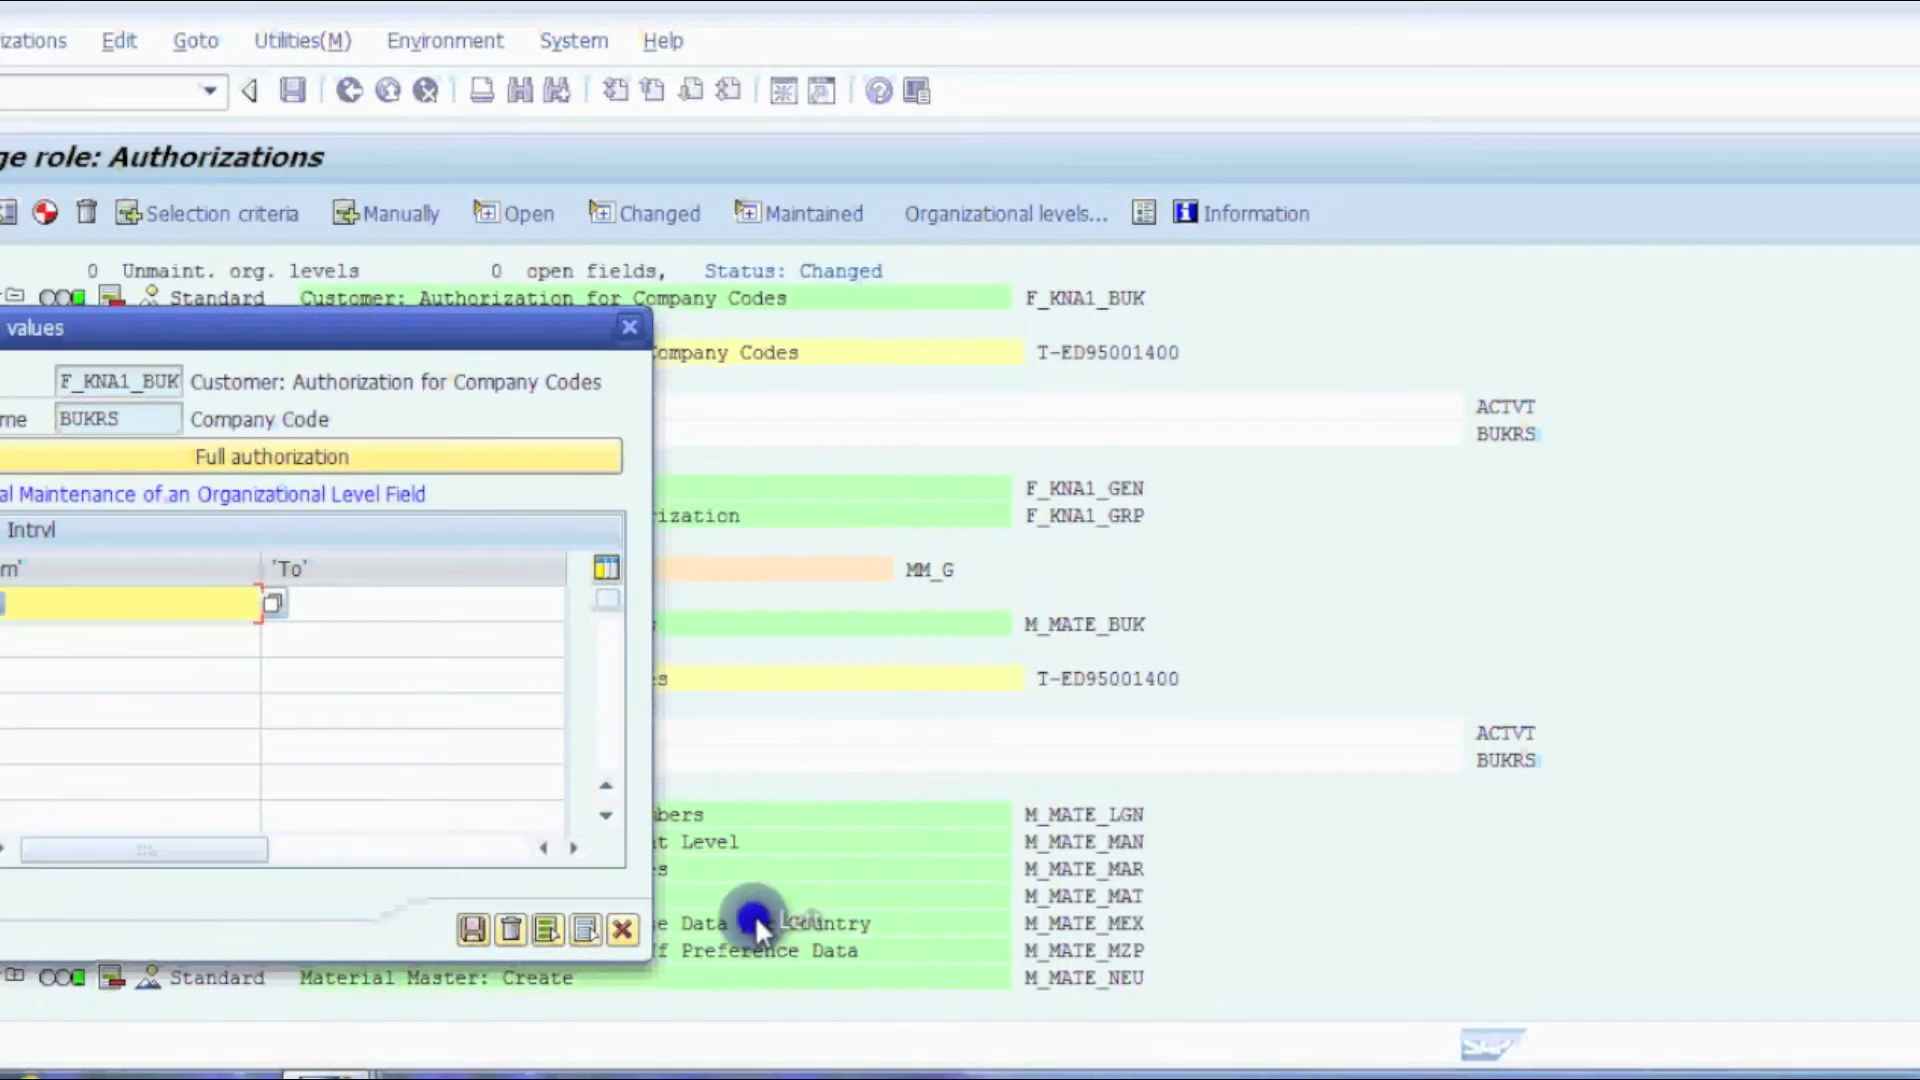 izations Edit Goto Utilities(M) Environment System Help
ge role: Authorizations
Selection criteria Manually Open Changed Maintained Organizational levels... Information
0 Unmaint. org. levels 0 open fields, Status: Changed
Standard Customer: Authorization for Company Codes F_KNA1_BUK
values
Company Codes T-ED95001400
F_KNA1_BUK Customer: Authorization for Company Codes
ACTVT
me BUKRS Company Code
BUKRS
Full authorization
al Maintenance of an Organizational Level Field
F_KNA1_GEN
rization F_KNA1_GRP
Intrvl
m' 'To'
MM_G
M_MATE_BUK
s T-ED95001400
ACTVT
BUKRS
bers M_MATE_LGN
t Level M_MATE_MAN
s M_MATE_MAR
M_MATE_MAT
e Data Country M_MATE_MEX
f Preference Data M_MATE_MZP
Standard Material Master: Create M_MATE_NEU
SAP